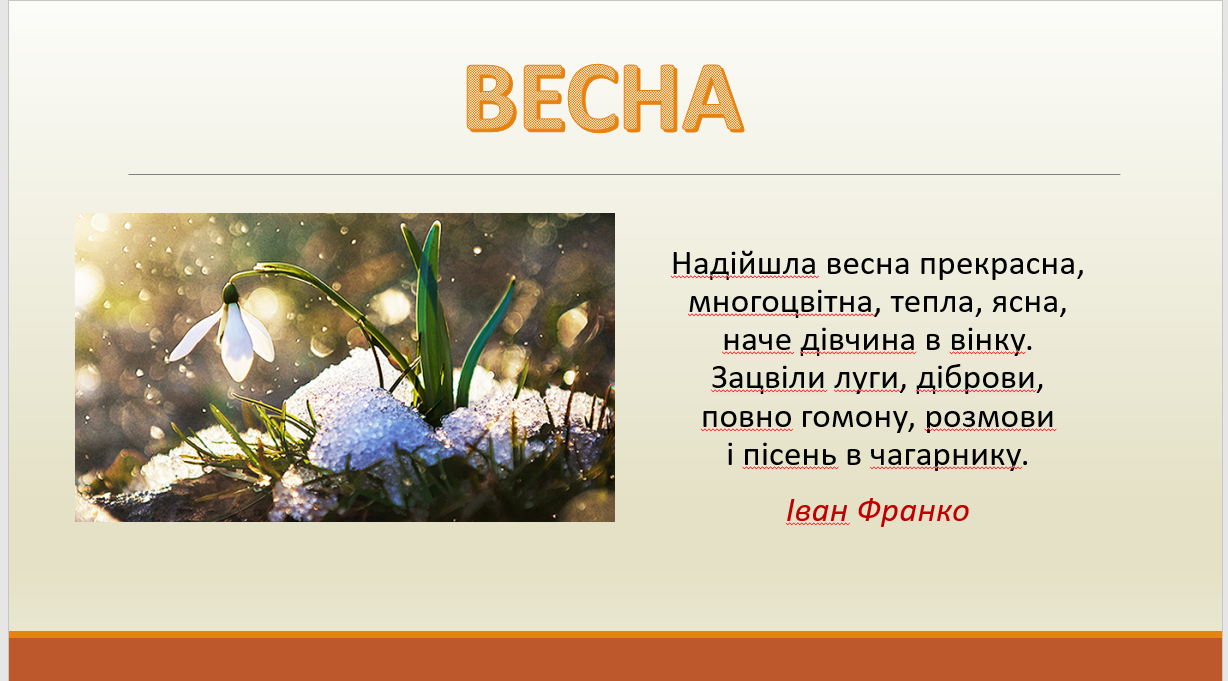 ВЕСНА
Надійшла весна прекрасна,
многоцвітна, тепла, ясна,
наче дівчина в вінку.
Зацвіли луги, діброви,
повно гомону, розмови
і пісень в чагарнику.
Іван Франко